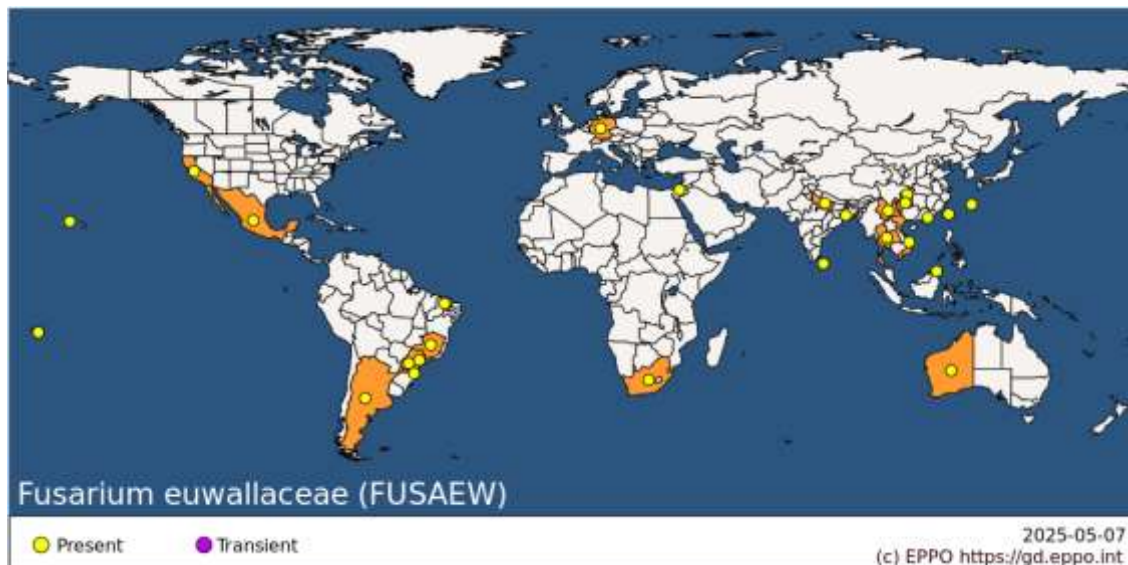 Fusarium euwallaceae (FUSAEW)
Present
Transient
2025-05-07
(c) EPPO https://gd.eppo.int